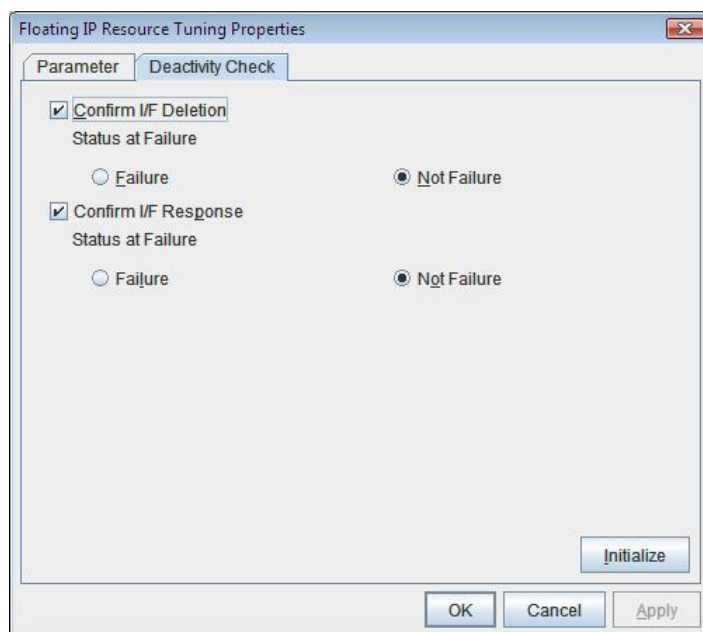 Floating IP Resource Tuning Properties
Parameter Deactivity Check
Confirm I/F Deletion
Status at Failure
Failure Not Failure
Confirm I/F Response
Status at Failure
Failure Not Failure
Initialize
OK Cancel Apply